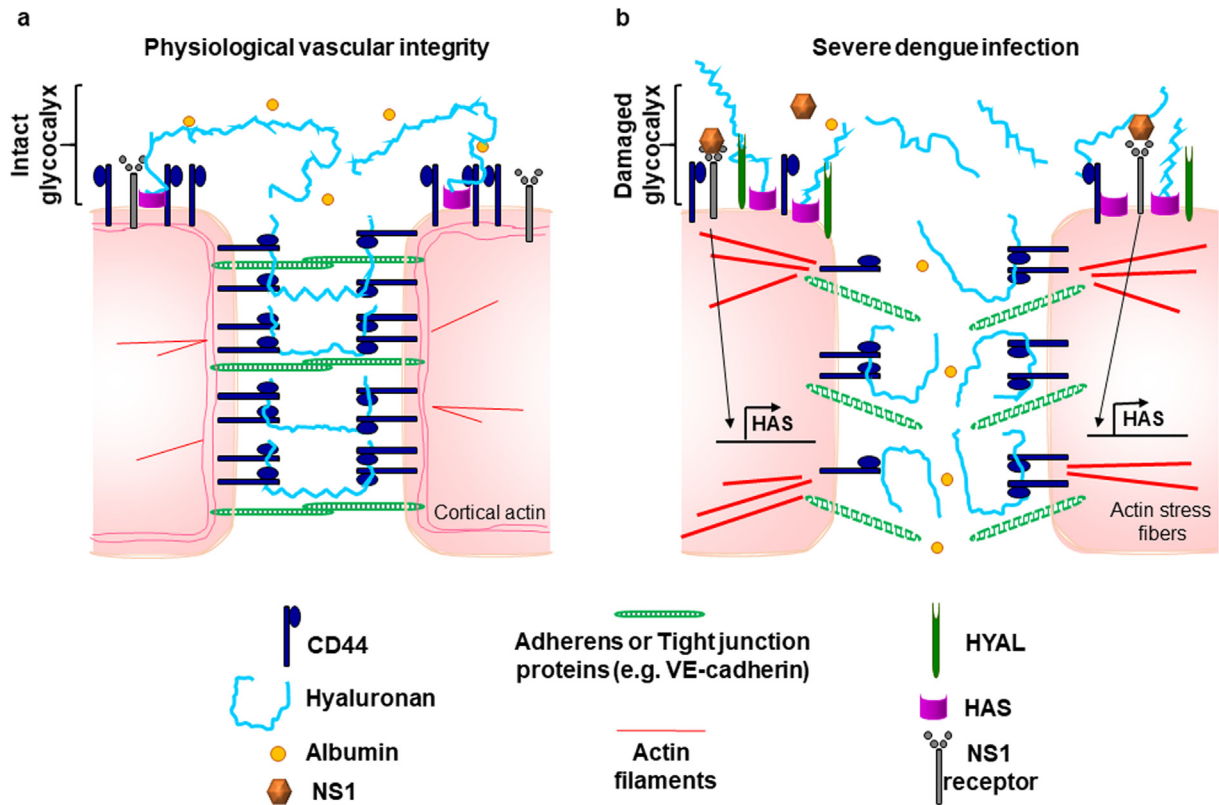 a
Physiological vascular integrity
Intact
glycocalyx
Cortical actin
b
Severe dengue infection
Damaged
glycocalyx
HAS
HAS
Actin stress
fibers
CD44
Hyaluronan
Albumin
NS1
Adherens or Tight junction
proteins (e.g. VE-cadherin)
Actin
filaments
HYAL
HAS
NS1
receptor